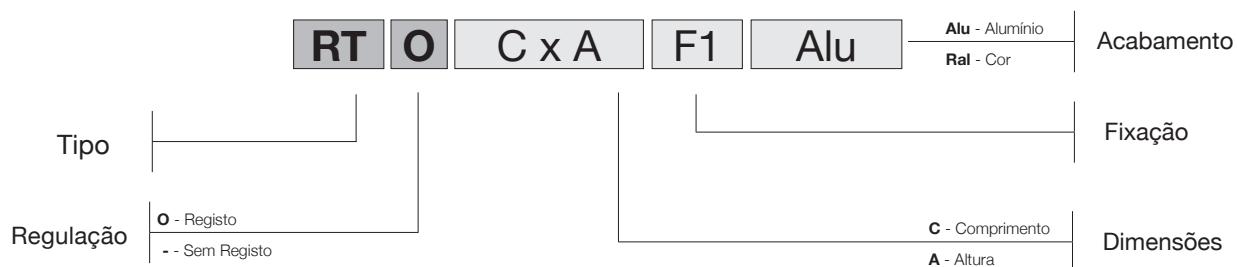 RT O C x A F1 Alu
Alu - Alumínio
Ral - Cor
Acabamento
Tipo
Fixação
Regulação
O - Registo
- - Sem Registo
C - Comprimento
A - Altura
Dimensões